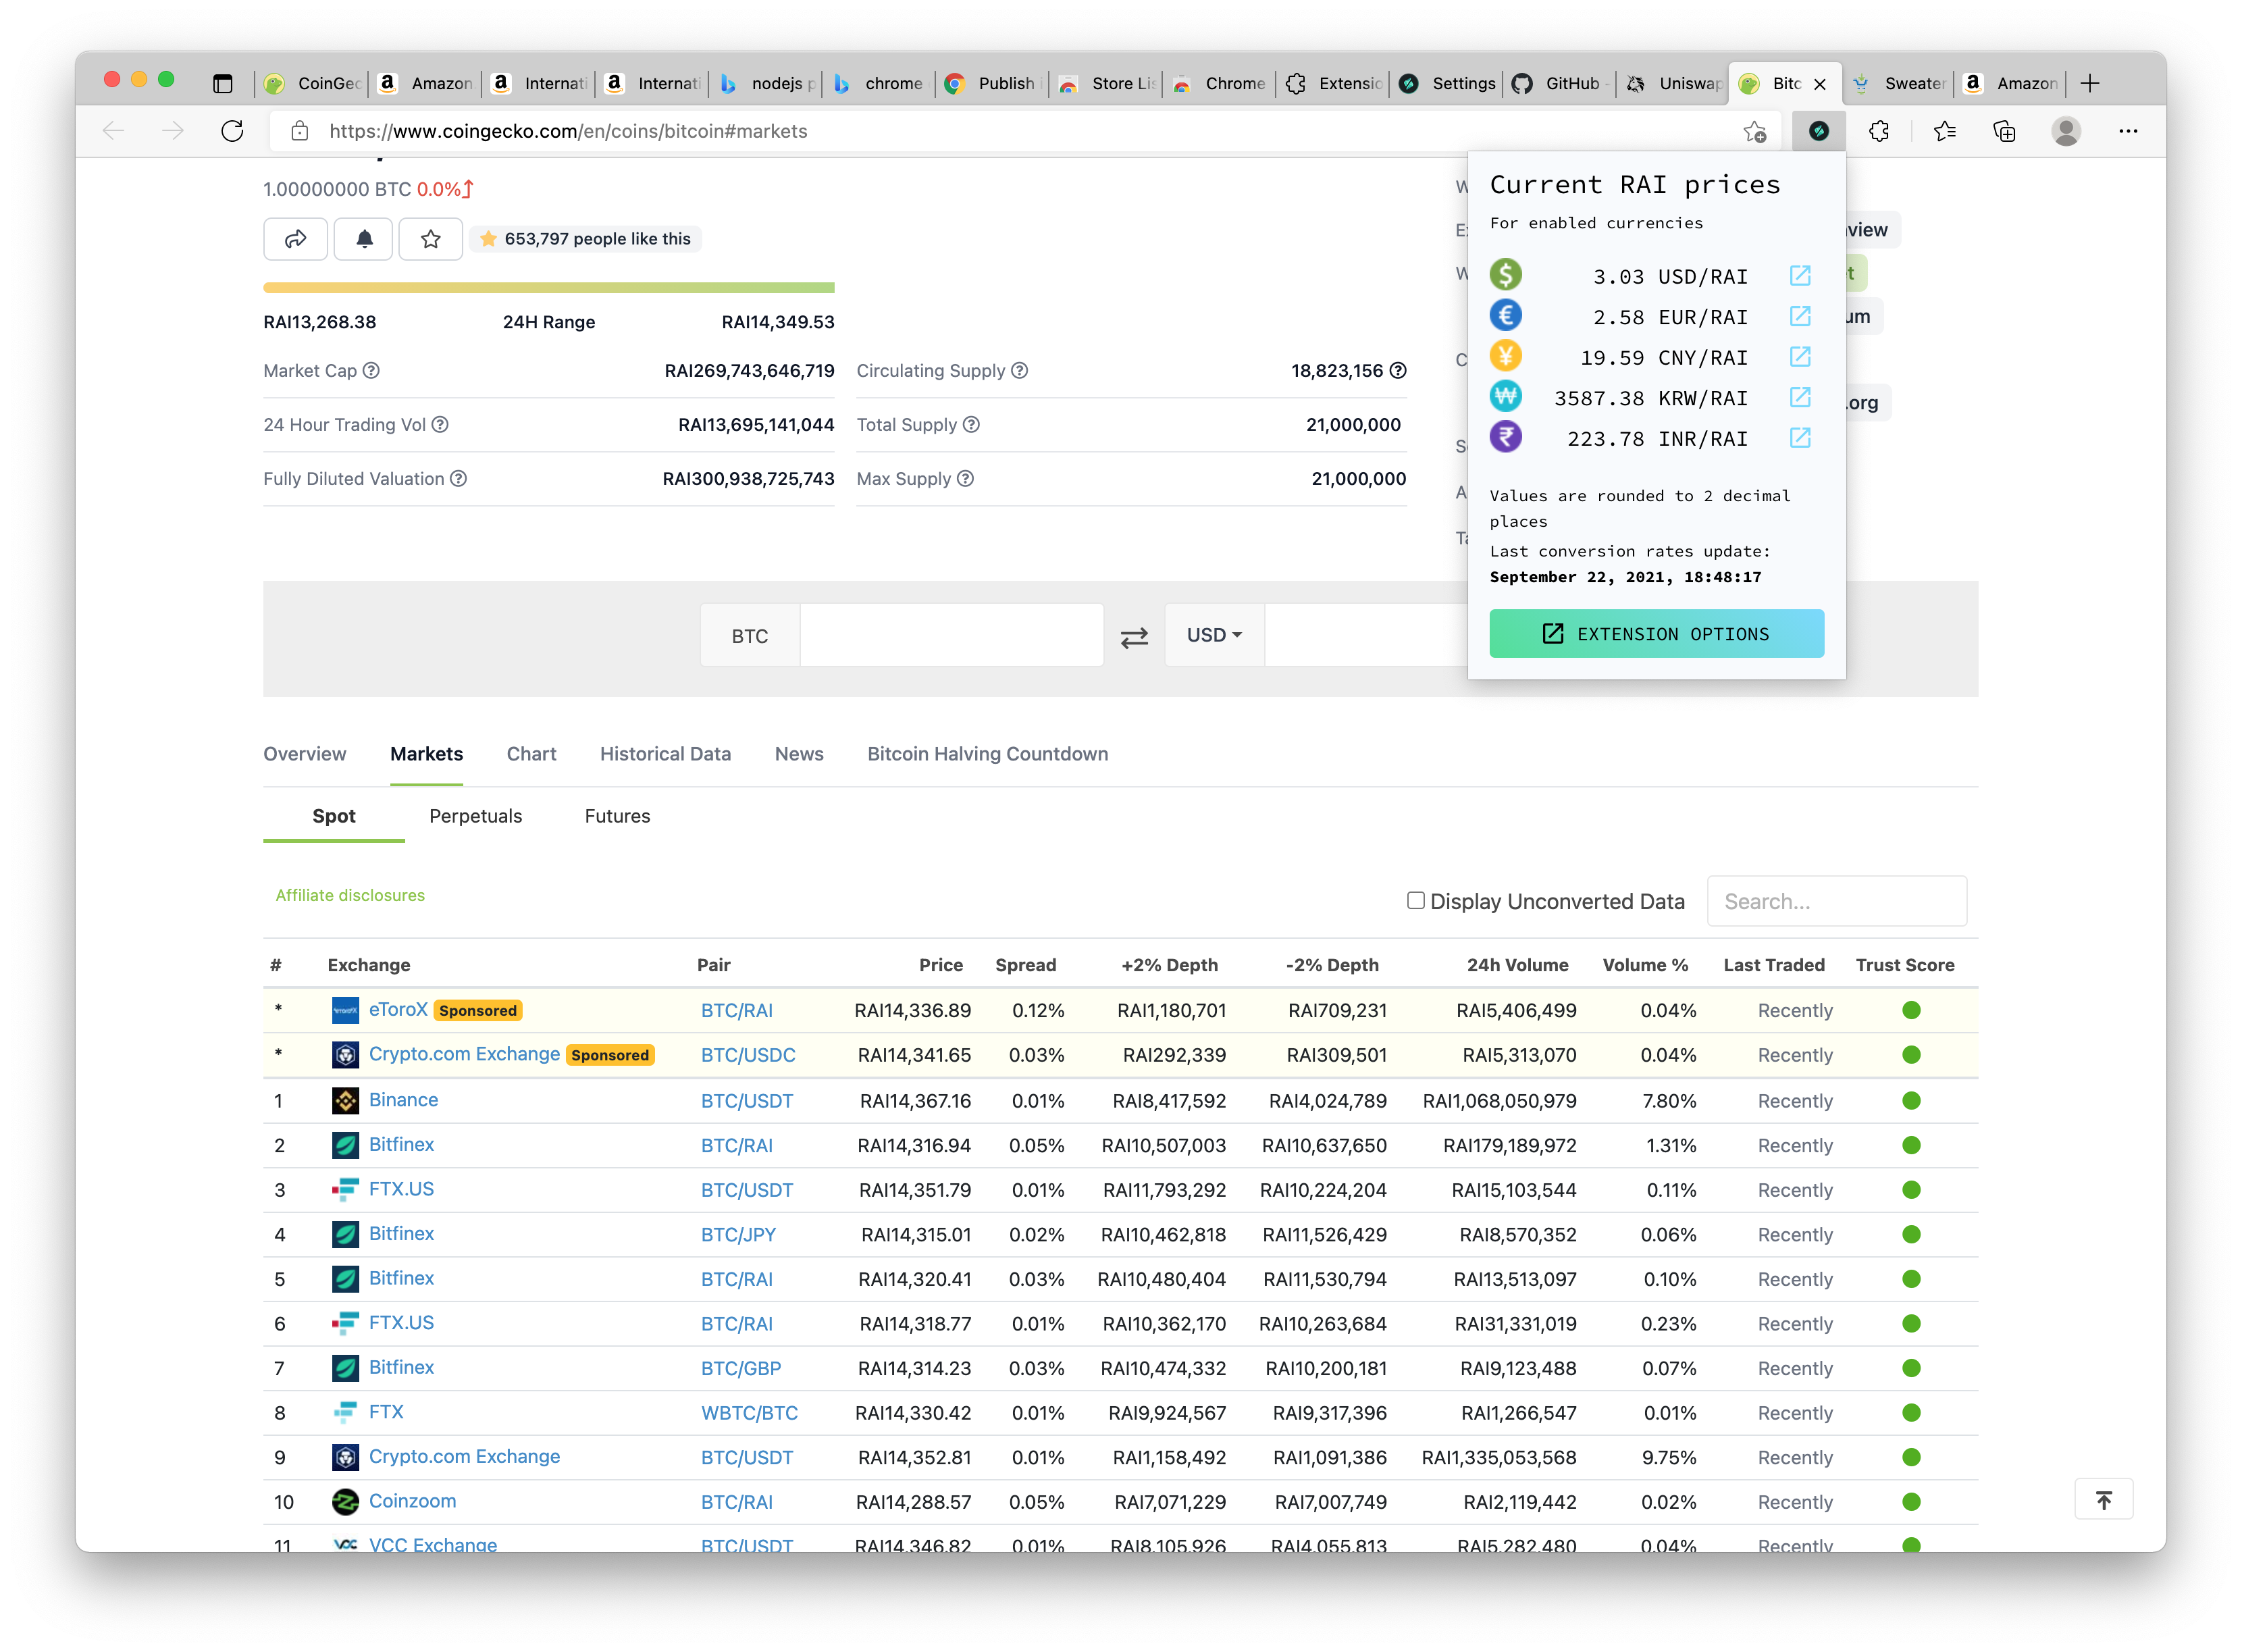 CoinGec
Amazon
Internati
Internati
nodejs p
chrome
Publish i
Store Lis
Chrome
Extensio
Settings
GitHub -
Uniswap
Bitc
Sweater
Amazon
https://www.coingecko.com/en/coins/bitcoin#markets
1.00000000 BTC 0.0%
653,797 people like this
RAI13,268.38 24H Range RAI14,349.53
Market Cap RAI269,743,646,719 Circulating Supply 18,823,156
24 Hour Trading Vol RAI13,695,141,044 Total Supply 21,000,000
Fully Diluted Valuation RAI300,938,725,743 Max Supply 21,000,000
Current RAI prices
For enabled currencies
3.03 USD/RAI
2.58 EUR/RAI
19.59 CNY/RAI
3587.38 KRW/RAI
223.78 INR/RAI
Values are rounded to 2 decimal
places
Last conversion rates update:
September 22, 2021, 18:48:17
EXTENSION OPTIONS
.org
BTC USD
Overview Markets Chart Historical Data News Bitcoin Halving Countdown
Spot Perpetuals Futures
Affiliate disclosures Display Unconverted Data Search...
# Exchange Pair Price Spread +2% Depth -2% Depth 24h Volume Volume % Last Traded Trust Score
* eToroX Sponsored BTC/RAI RAI14,336.89 0.12% RAI1,180,701 RAI709,231 RAI5,406,499 0.04% Recently
* Crypto.com Exchange Sponsored BTC/USDC RAI14,341.65 0.03% RAI292,339 RAI309,501 RAI5,313,070 0.04% Recently
1 Binance BTC/USDT RAI14,367.16 0.01% RAI8,417,592 RAI4,024,789 RAI1,068,050,979 7.80% Recently
2 Bitfinex BTC/RAI RAI14,316.94 0.05% RAI10,507,003 RAI10,637,650 RAI179,189,972 1.31% Recently
3 FTX.US BTC/USDT RAI14,351.79 0.01% RAI11,793,292 RAI10,224,204 RAI15,103,544 0.11% Recently
4 Bitfinex BTC/JPY RAI14,315.01 0.02% RAI10,462,818 RAI11,526,429 RAI8,570,352 0.06% Recently
5 Bitfinex BTC/RAI RAI14,320.41 0.03% RAI10,480,404 RAI11,530,794 RAI13,513,097 0.10% Recently
6 FTX.US BTC/RAI RAI14,318.77 0.01% RAI10,362,170 RAI10,263,684 RAI31,331,019 0.23% Recently
7 Bitfinex BTC/GBP RAI14,314.23 0.03% RAI10,474,332 RAI10,200,181 RAI9,123,488 0.07% Recently
8 FTX WBTC/BTC RAI14,330.42 0.01% RAI9,924,567 RAI9,317,396 RAI1,266,547 0.01% Recently
9 Crypto.com Exchange BTC/USDT RAI14,352.81 0.01% RAI1,158,492 RAI1,091,386 RAI1,335,053,568 9.75% Recently
10 Coinzoom BTC/RAI RAI14,288.57 0.05% RAI7,071,229 RAI7,007,749 RAI2,119,442 0.02% Recently
11 VCC Exchange BTC/USDT RAI14,346.82 0.01% RAI8,105,926 RAI4,055,813 RAI5,282,480 0.04% Recently